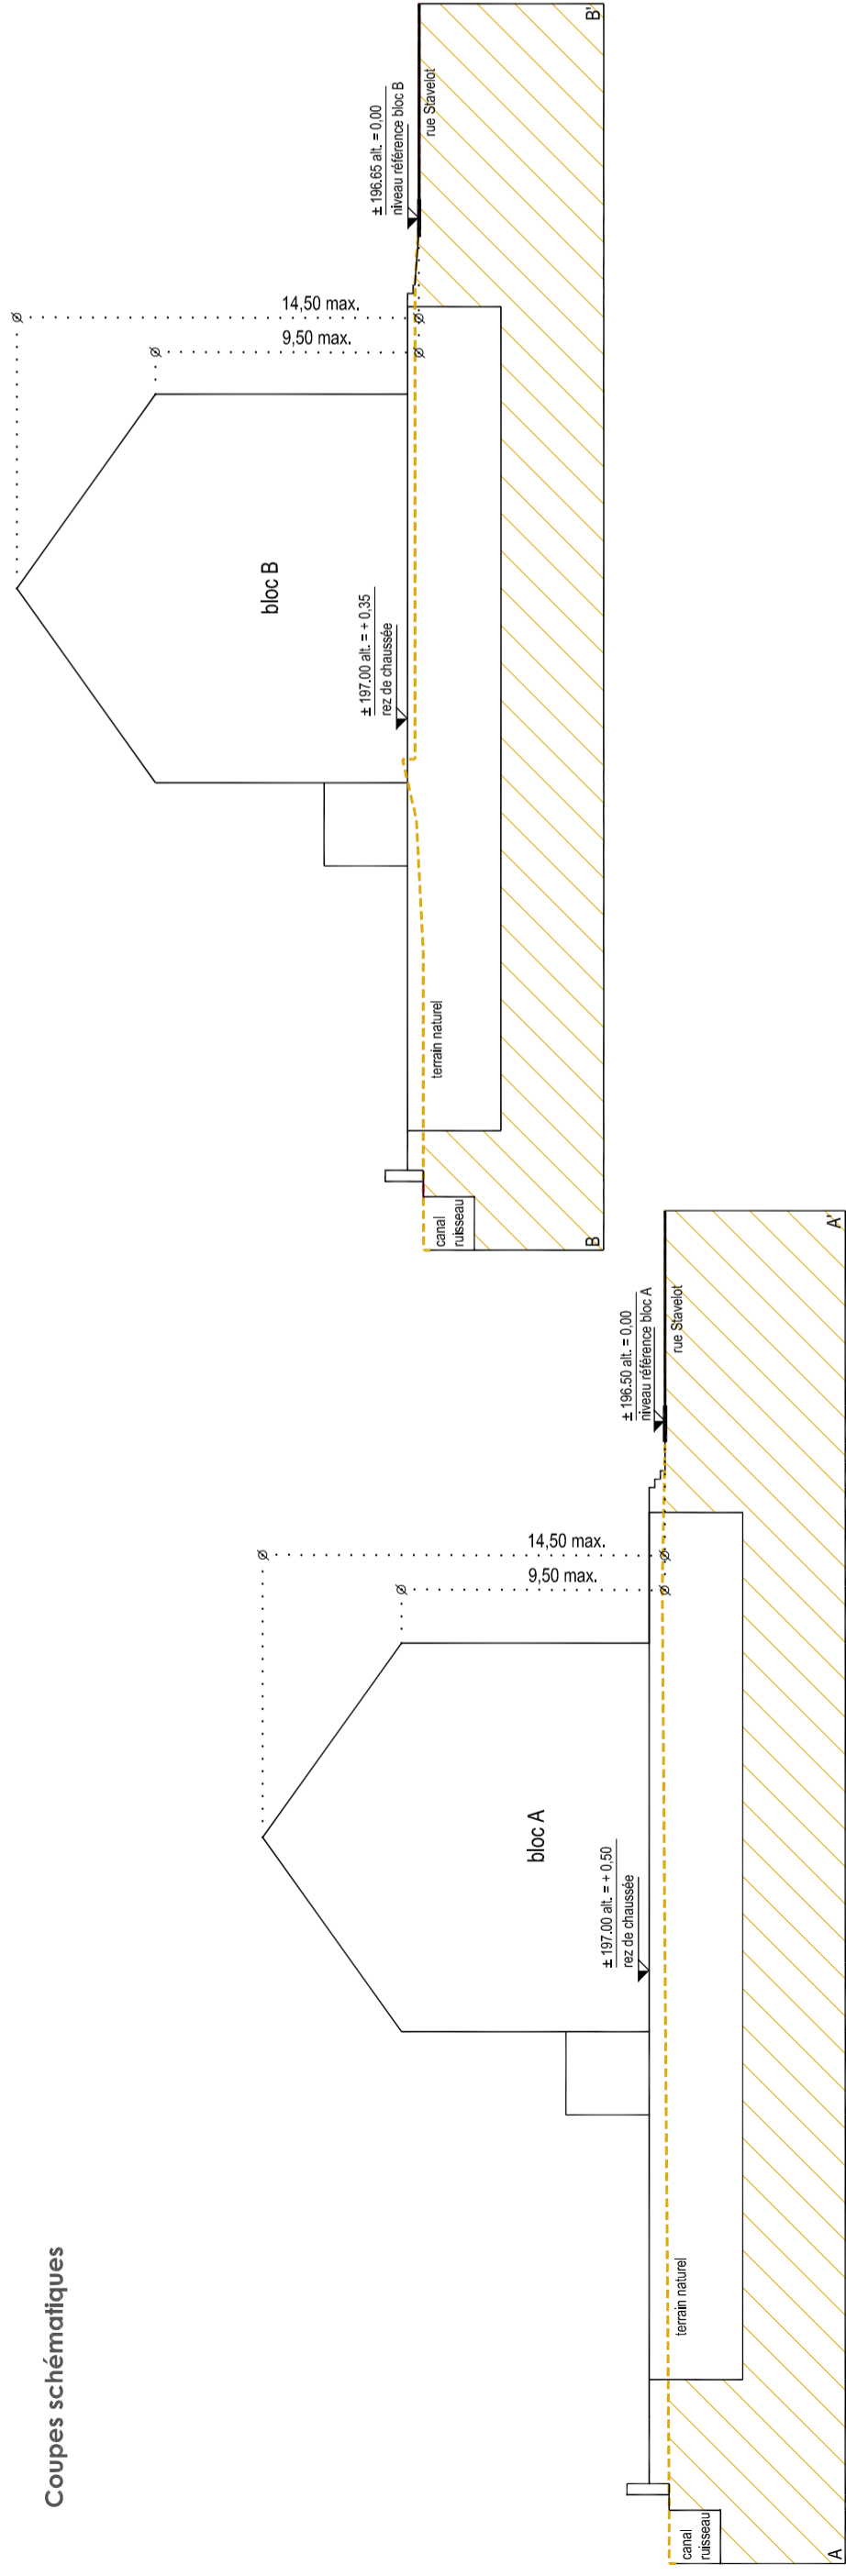 Coupes schématiques
14,50 max.
9,50 max.
bloc A
± 197.00 alt. = + 0,50
rez de chaussée
± 196.50 alt. = 0,00
niveau référence bloc A
rue Stavelot
terrain naturel
canal
ruisseau
A
A'
14,50 max.
9,50 max.
bloc B
± 197.00 alt. = + 0,35
rez de chaussée
± 196.65 alt. = 0,00
niveau référence bloc B
rue Stavelot
terrain naturel
canal
ruisseau
B
B'